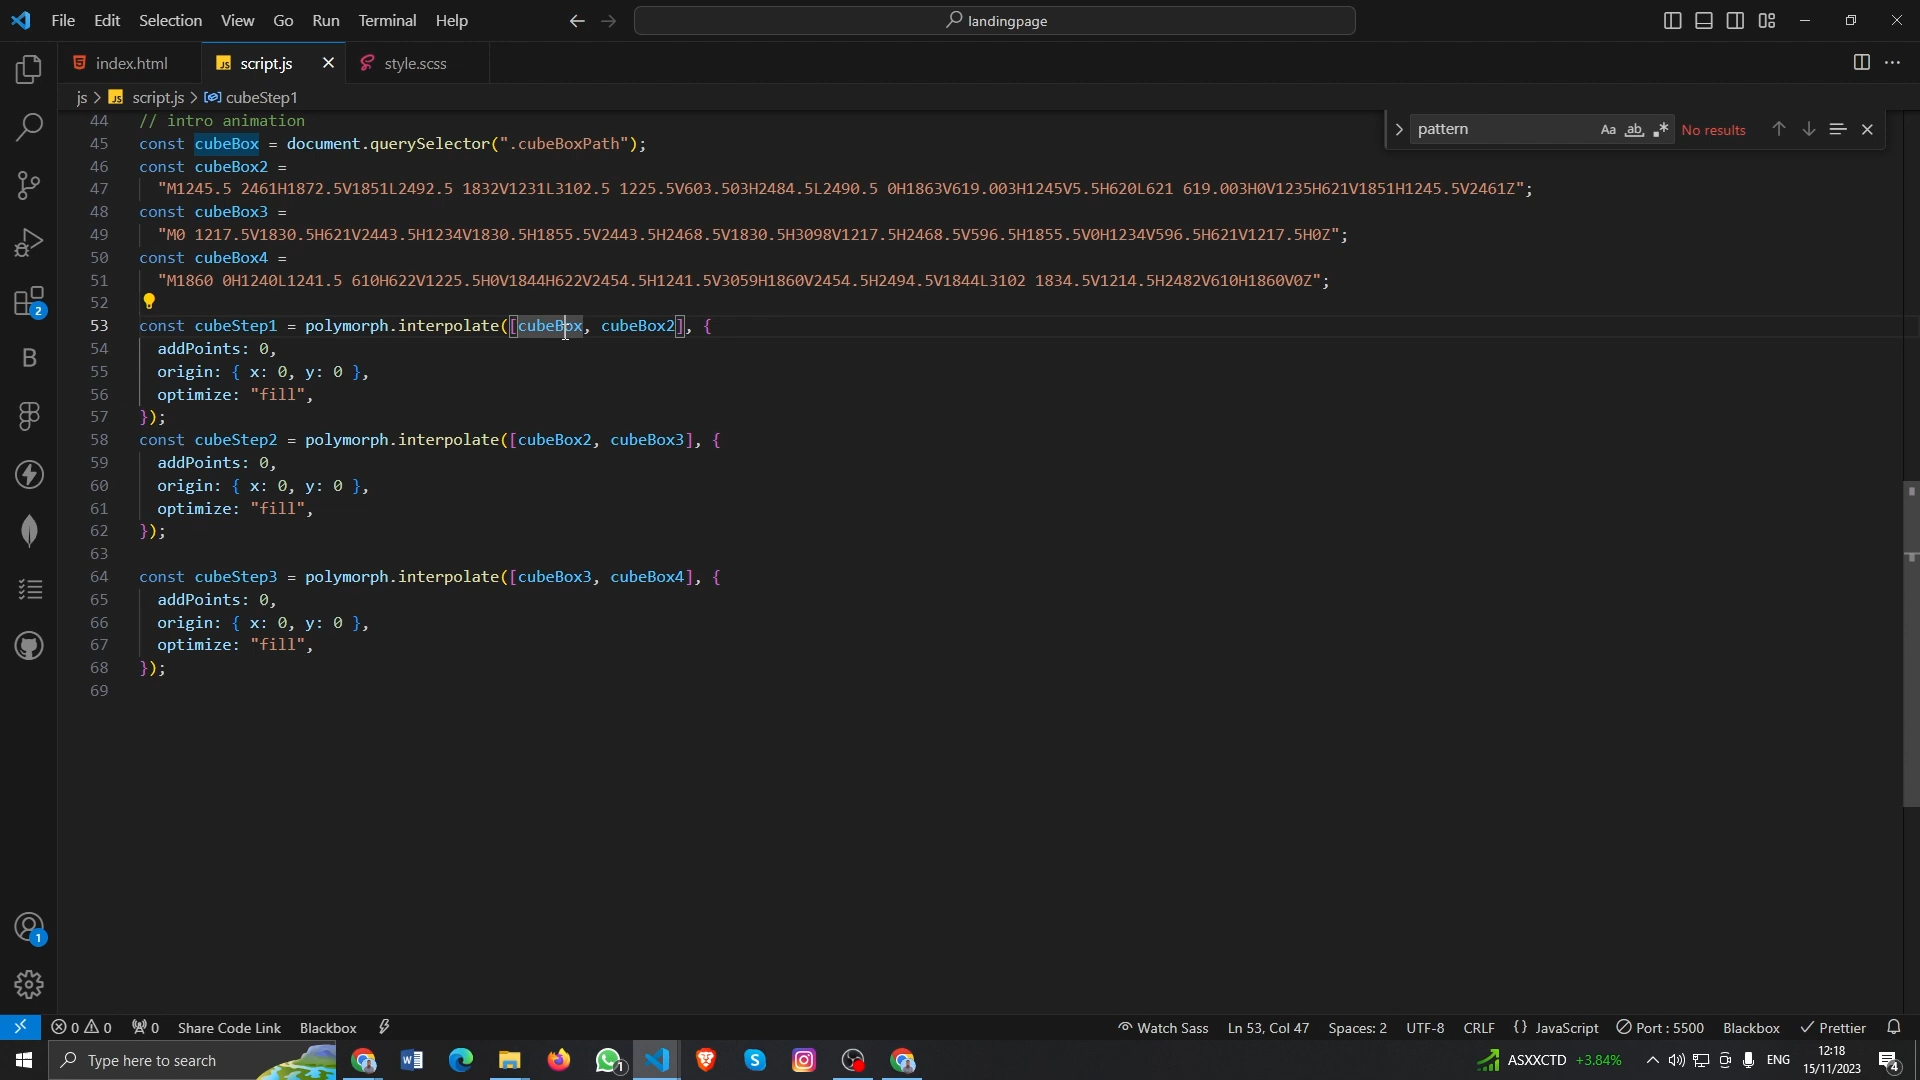 File Edit Selection View Go Run Terminal Help
landingpage
index.html
script.js
style.scss
js > script.js > cubeStep1
pattern
Aa ab No results
44 // intro animation
45 const cubeBox = document.querySelector(".cubeBoxPath");
46 const cubeBox2 =
47 "M1245.5 2461H1872.5V1851L2492.5 1832V1231L3102.5 1225.5V603.503H2484.5L2490.5 0H1863V619.003H1245V5.5H620L621 619.003H0V1235H621V1851H1245.5V2461Z";
48 const cubeBox3 =
49 "M0 1217.5V1830.5H621V2443.5H1234V1830.5H1855.5V2443.5H2468.5V1830.5H3098V1217.5H2468.5V596.5H1855.5V0H1234V596.5H621V1217.5H0Z";
50 const cubeBox4 =
51 "M1860 0H1240L1241.5 610H622V1225.5H0V1844H622V2454.5H1241.5V3059H1860V2454.5H2494.5V1844L3102 1834.5V1214.5H2482V610H1860V0Z";
52
53 const cubeStep1 = polymorph.interpolate([cubeBox, cubeBox2], {
54 addPoints: 0,
55 origin: { x: 0, y: 0 },
56 optimize: "fill",
57 });
58 const cubeStep2 = polymorph.interpolate([cubeBox2, cubeBox3], {
59 addPoints: 0,
60 origin: { x: 0, y: 0 },
61 optimize: "fill",
62 });
63
64 const cubeStep3 = polymorph.interpolate([cubeBox3, cubeBox4], {
65 addPoints: 0,
66 origin: { x: 0, y: 0 },
67 optimize: "fill",
68 });
69
2
B
1
0 0 0 Share Code Link Blackbox Watch Sass Ln 53, Col 47 Spaces: 2 UTF-8 CRLF {} JavaScript Port : 5500 Blackbox Prettier
Type here to search
1
ASXXCTD +3.84%
ENG
12:18
15/11/2023
4